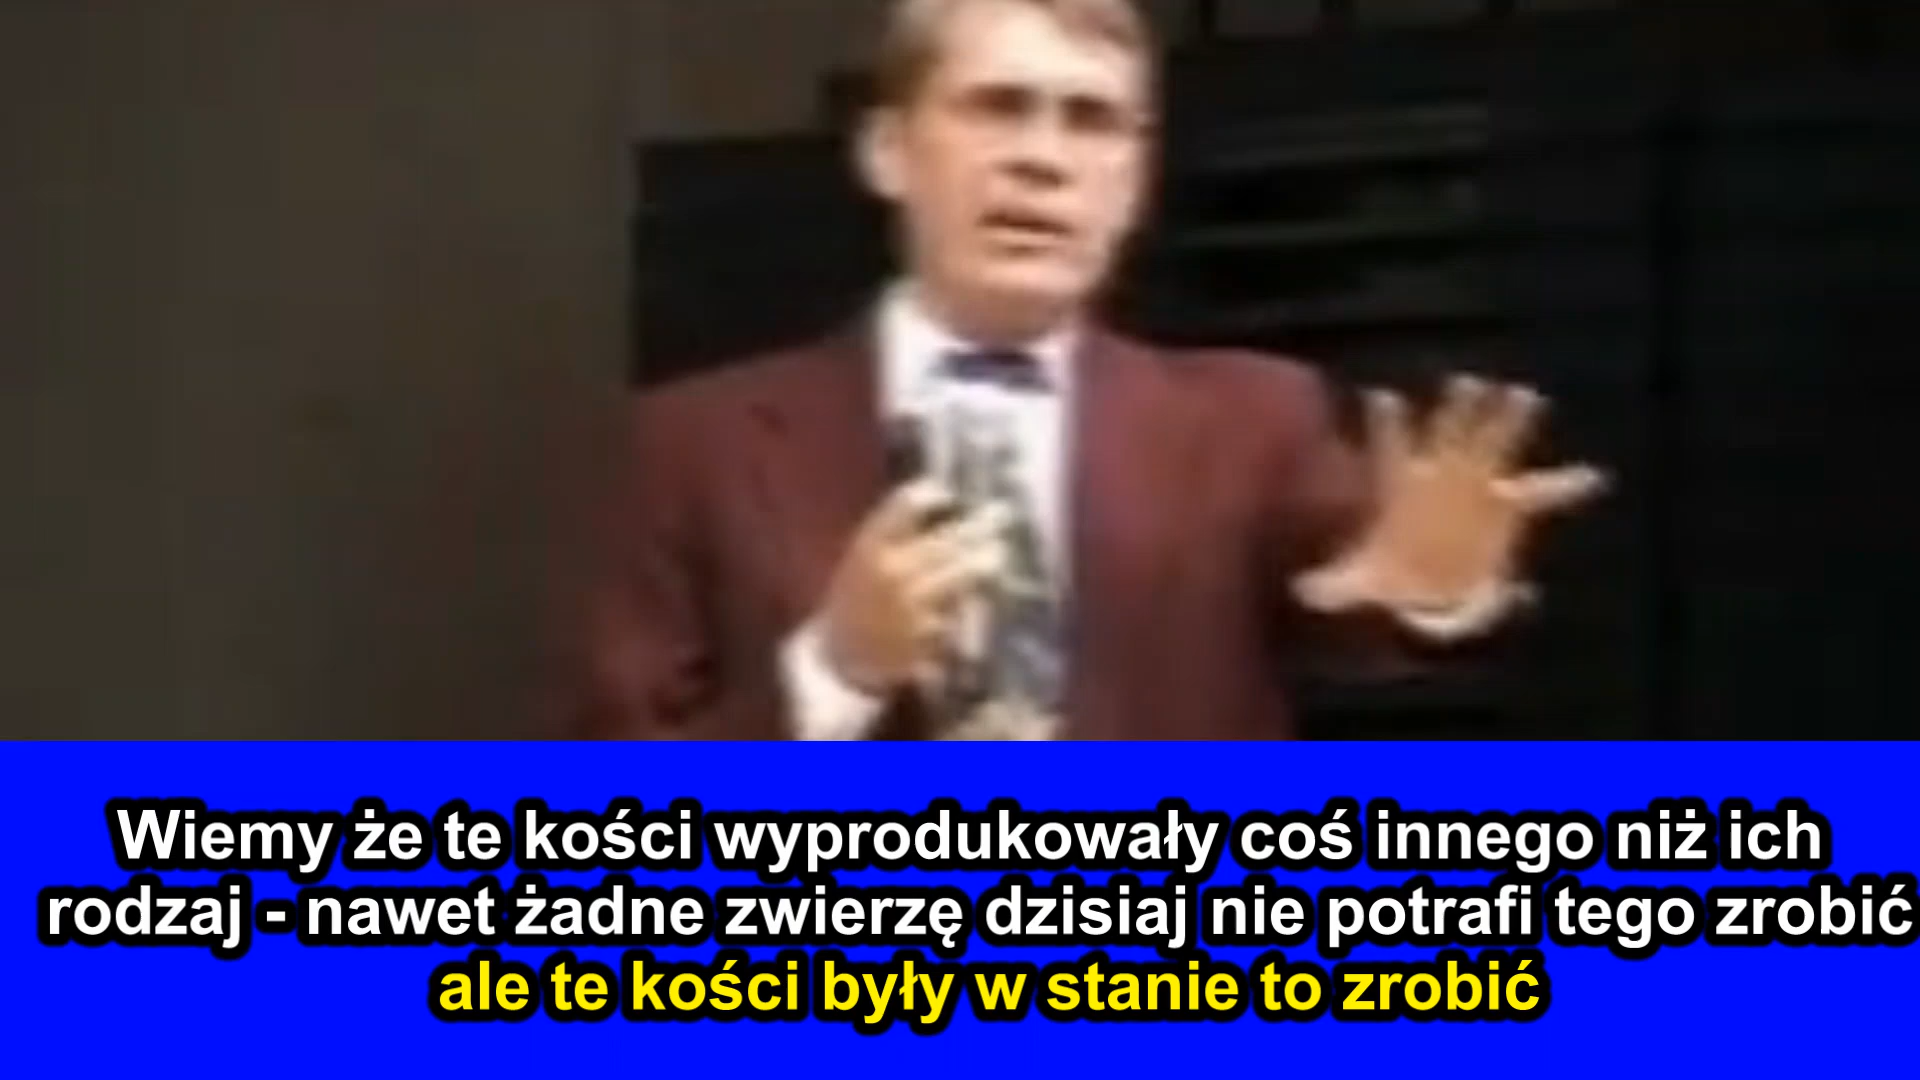 Wiemy że te kości wyprodukowały coś innego niż ich
rodzaj - nawet żadne zwierzę dzisiaj nie potrafi tego zrobić
ale te kości były w stanie to zrobić